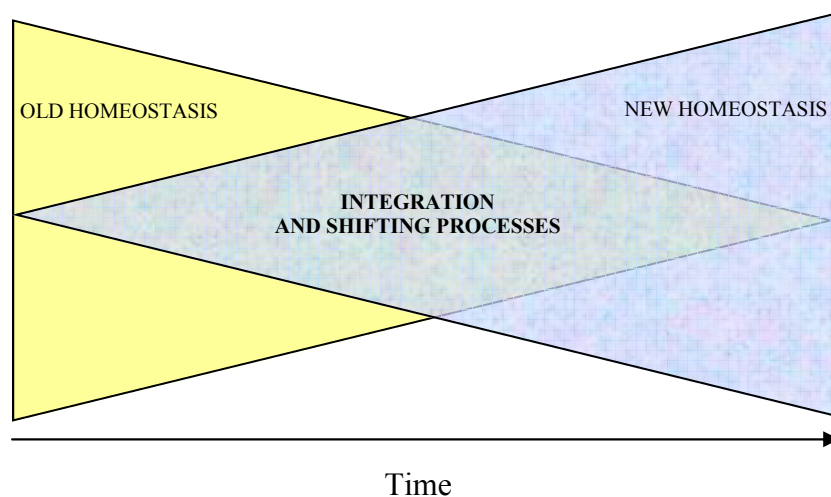 OLD HOMEOSTASIS
NEW HOMEOSTASIS
INTEGRATION
AND SHIFTING PROCESSES
Time